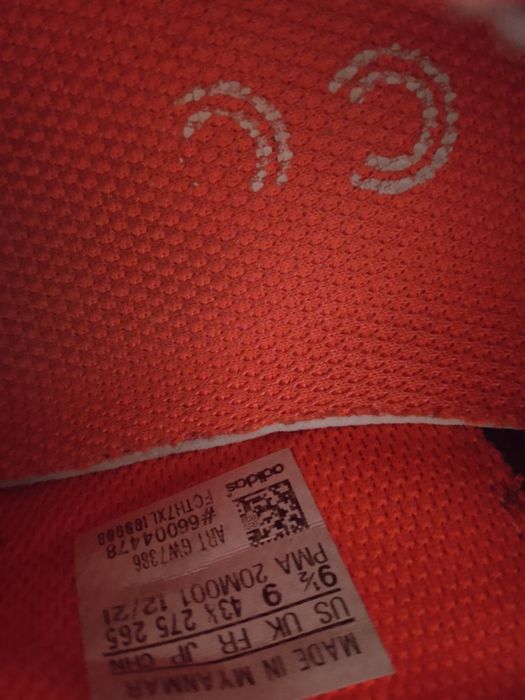 MADE IN MYANMAR
US UK FR JP CHN
9½ 9 43⅓ 275 265
PMA 20M001 12/21
ART GW7386
#66004478
adidas